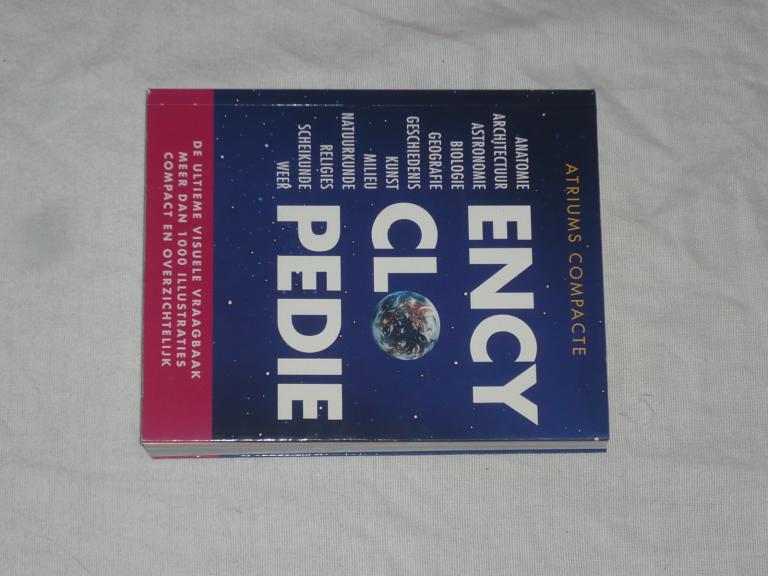 ATRIUMS COMPACTE
ANATOMIE
ARCHITECTUUR
ASTRONOMIE
ENCY
BIOLOGIE
GEOGRAFIE
GESCHIEDENIS
KUNST
CL
MILIEU
NATUURKUNDE
RELIGIES
SCHEIKUNDE
WEER
PEDIE
DE ULTIEME VISUELE VRAAGBAAK
MEER DAN 1000 ILLUSTRATIES
COMPACT EN OVERZICHTELIJK